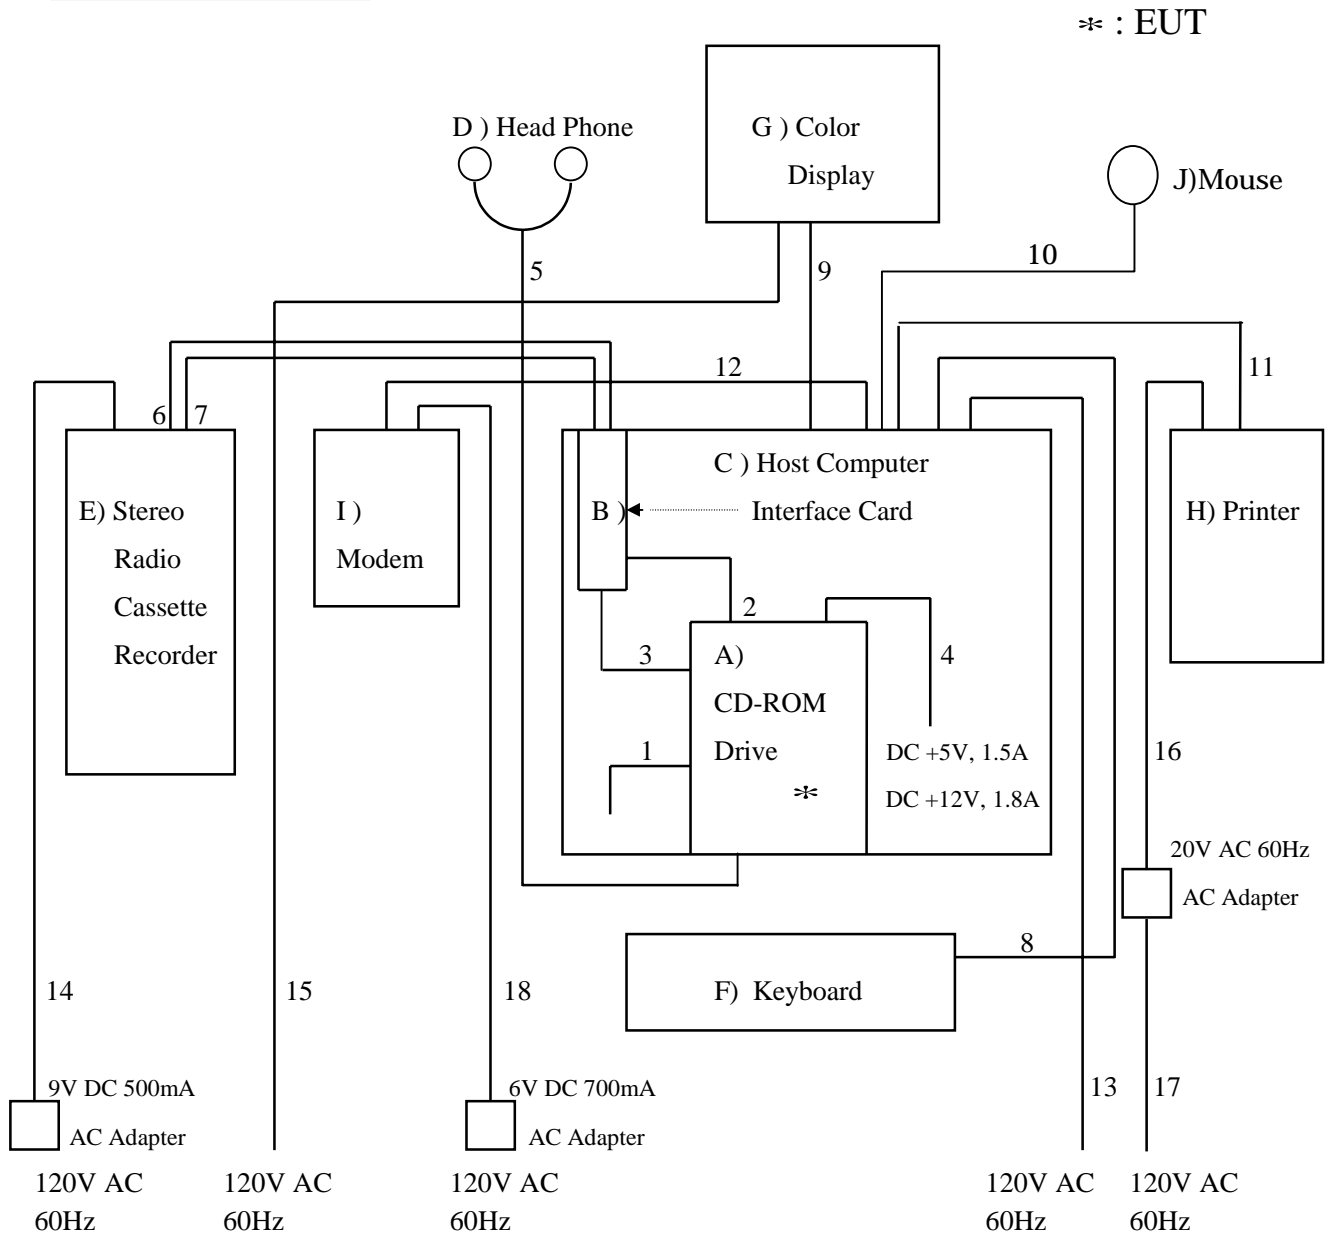 * : EUT
D ) Head Phone
G ) Color
Display
J)Mouse
5
9
10
12
11
6
7
C ) Host Computer
E) Stereo
Radio
Cassette
Recorder
I )
Modem
B )
Interface Card
H) Printer
2
3
A)
CD-ROM
Drive
*
4
1
DC +5V, 1.5A
DC +12V, 1.8A
16
20V AC 60Hz
AC Adapter
8
F) Keyboard
14
15
18
9V DC 500mA
AC Adapter
6V DC 700mA
AC Adapter
13
17
120V AC
60Hz
120V AC
60Hz
120V AC
60Hz
120V AC
60Hz
120V AC
60Hz